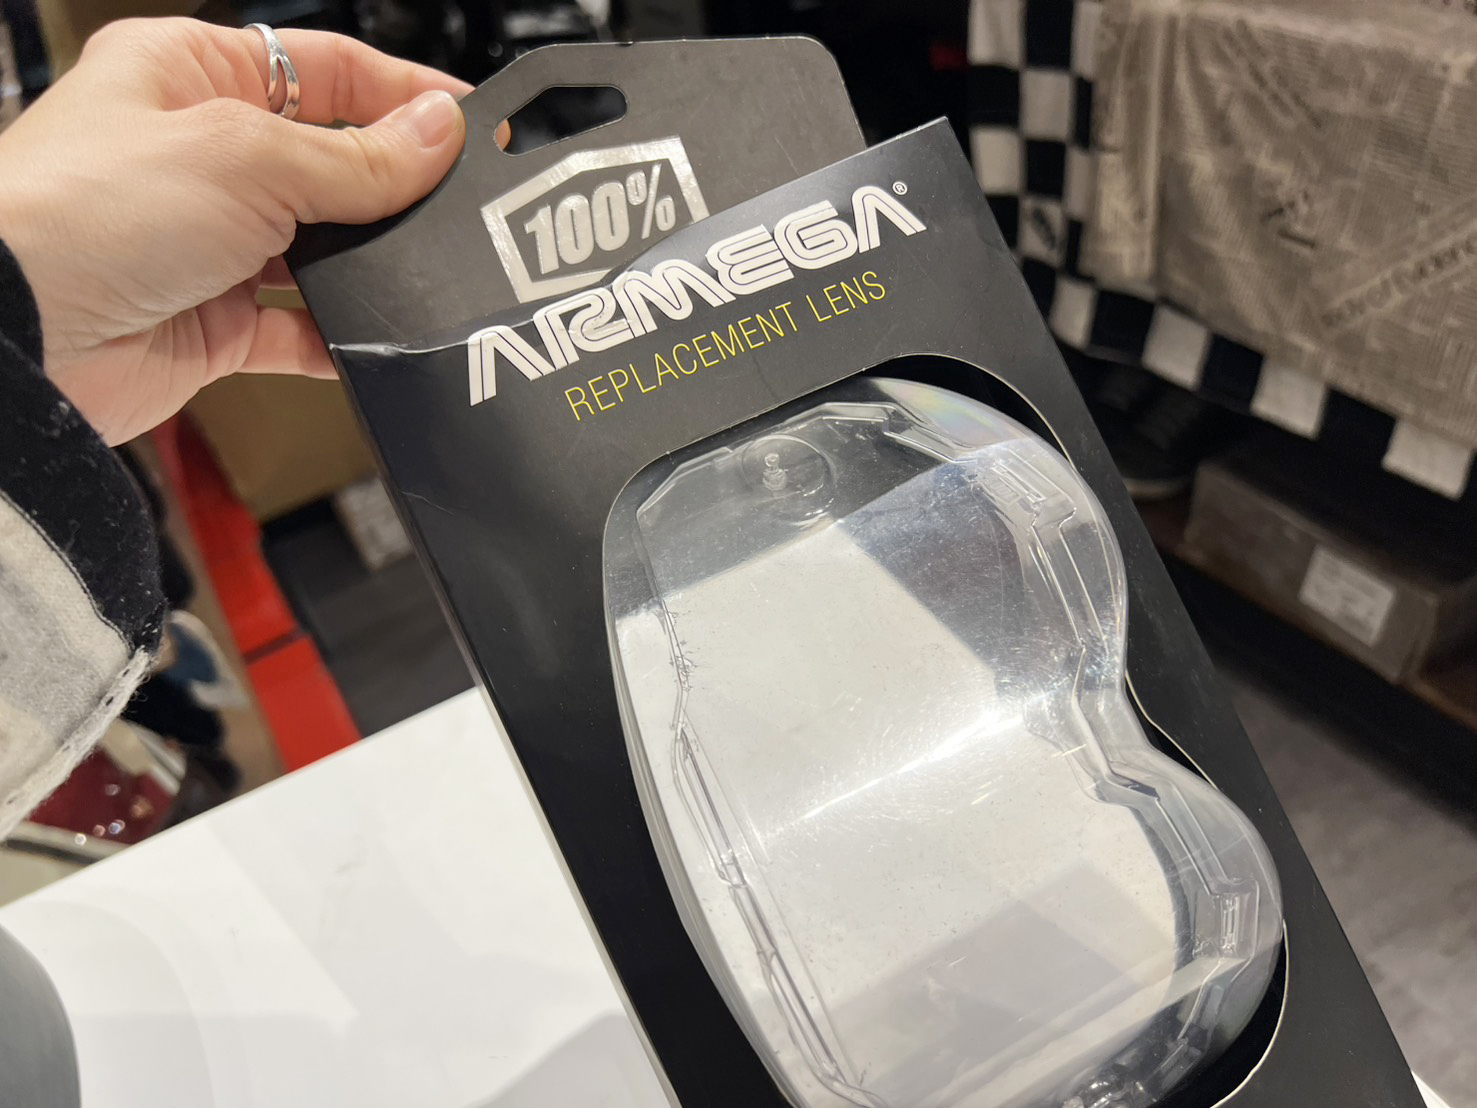 100%
ARMEGA®
REPLACEMENT LENS